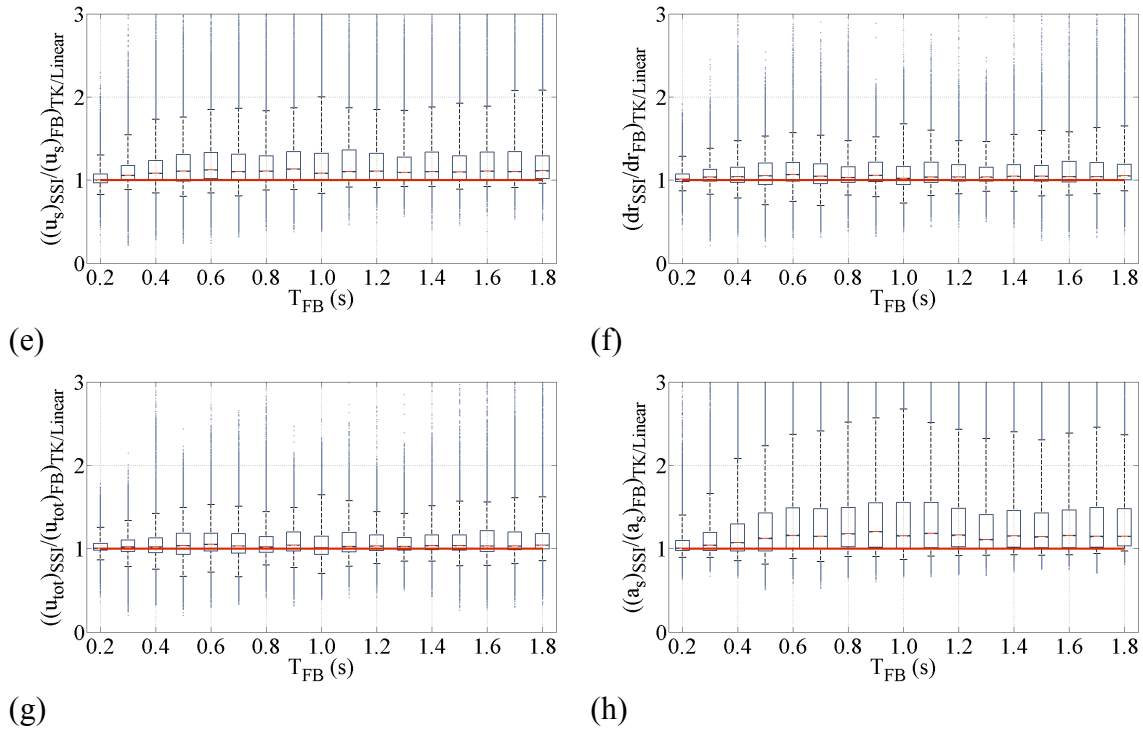 3
2
1
0
((u_s)_SSI/(u_s)_FB)_TK/Linear
0.2 0.4 0.6 0.8 1.0 1.2 1.4 1.6 1.8
T_FB (s)
(e)
3
2
1
0
(dr_SSI/dr_FB)_TK/Linear
0.2 0.4 0.6 0.8 1.0 1.2 1.4 1.6 1.8
T_FB (s)
(f)
3
2
1
0
((u_tot)_SSI/(u_tot)_FB)_TK/Linear
0.2 0.4 0.6 0.8 1.0 1.2 1.4 1.6 1.8
T_FB (s)
(g)
3
2
1
0
((a_s)_SSI/(a_s)_FB)_TK/Linear
0.2 0.4 0.6 0.8 1.0 1.2 1.4 1.6 1.8
T_FB (s)
(h)